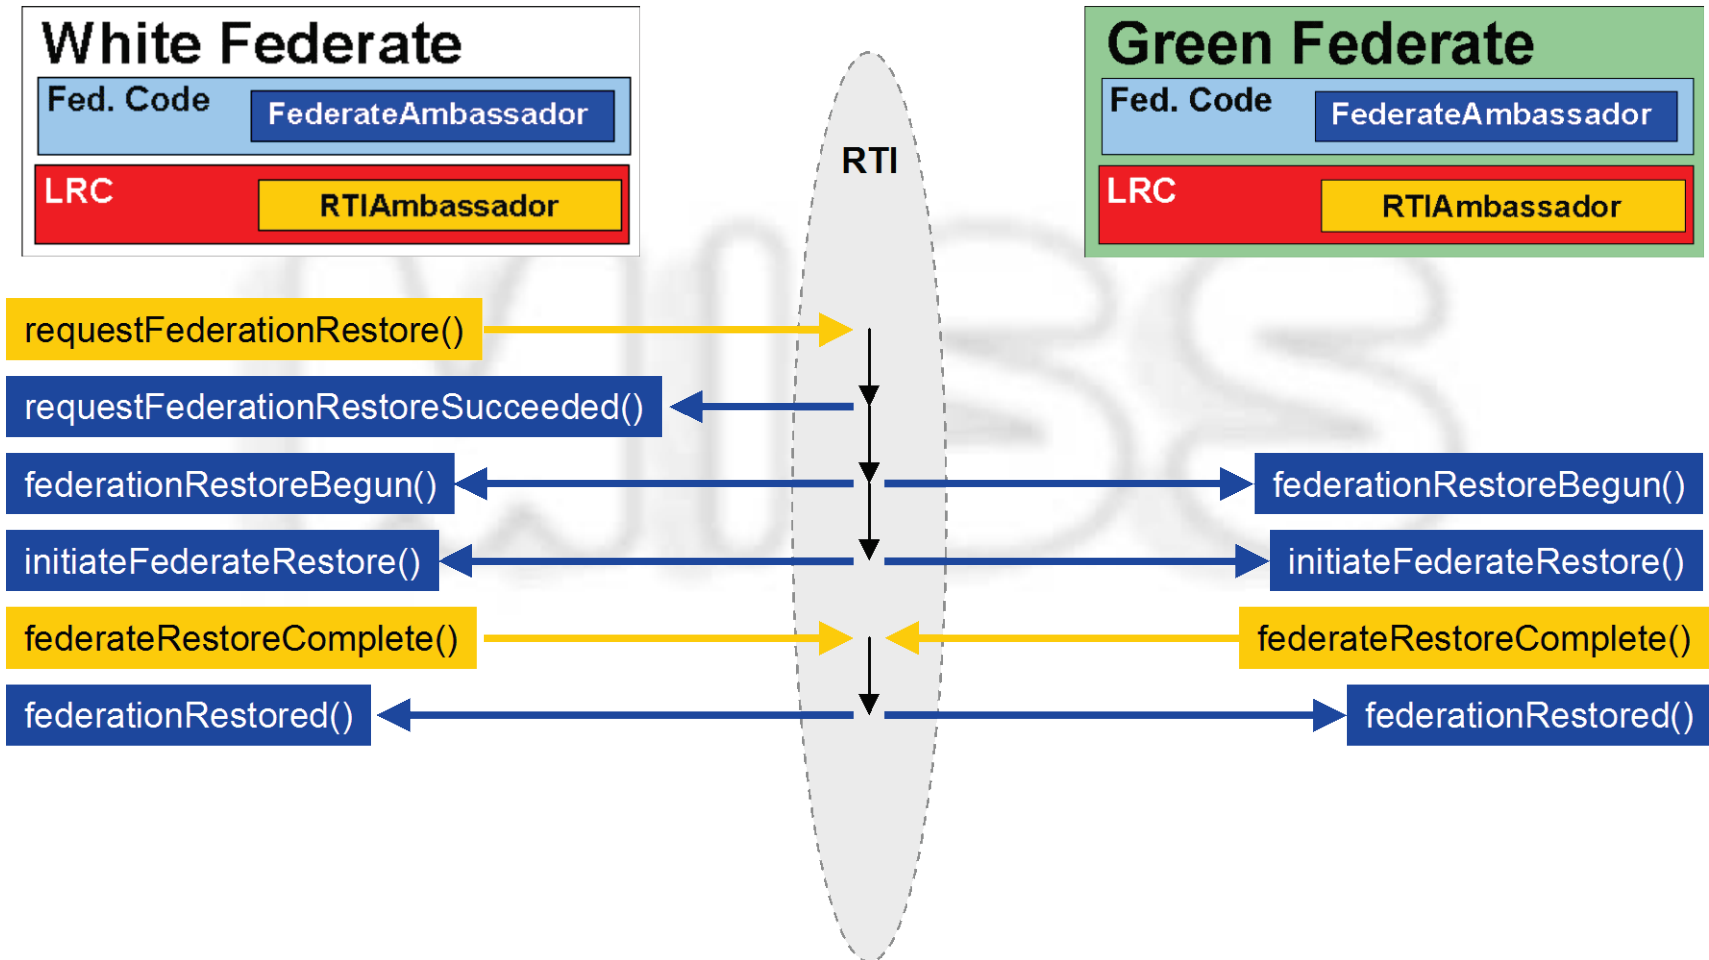 White Federate
Fed. Code
FederateAmbassador
LRC
RTIAmbassador
Green Federate
Fed. Code
FederateAmbassador
LRC
RTIAmbassador
RTI
requestFederationRestore()
requestFederationRestoreSucceeded()
federationRestoreBegun()
federationRestoreBegun()
initiateFederateRestore()
initiateFederateRestore()
federateRestoreComplete()
federateRestoreComplete()
federationRestored()
federationRestored()